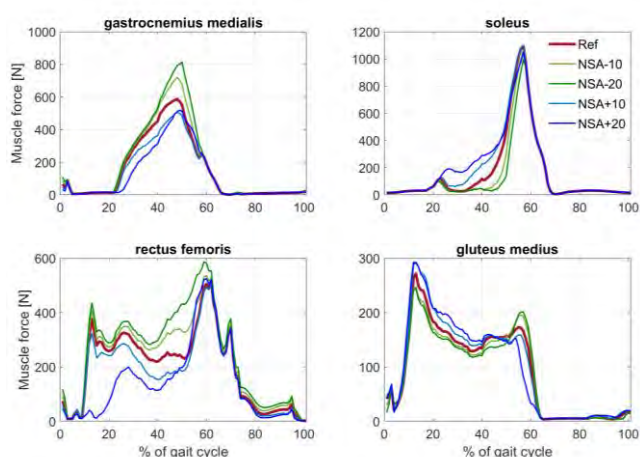 gastrocnemius medialis
soleus
Muscle force [N]
1000
800
600
400
200
0
0 20 40 60 80 100
1200
1000
800
600
400
200
0
0 20 40 60 80 100
Ref
NSA-10
NSA-20
NSA+10
NSA+20
rectus femoris
gluteus medius
Muscle force [N]
600
400
200
0
0 20 40 60 80 100
% of gait cycle
300
200
100
0
0 20 40 60 80 100
% of gait cycle